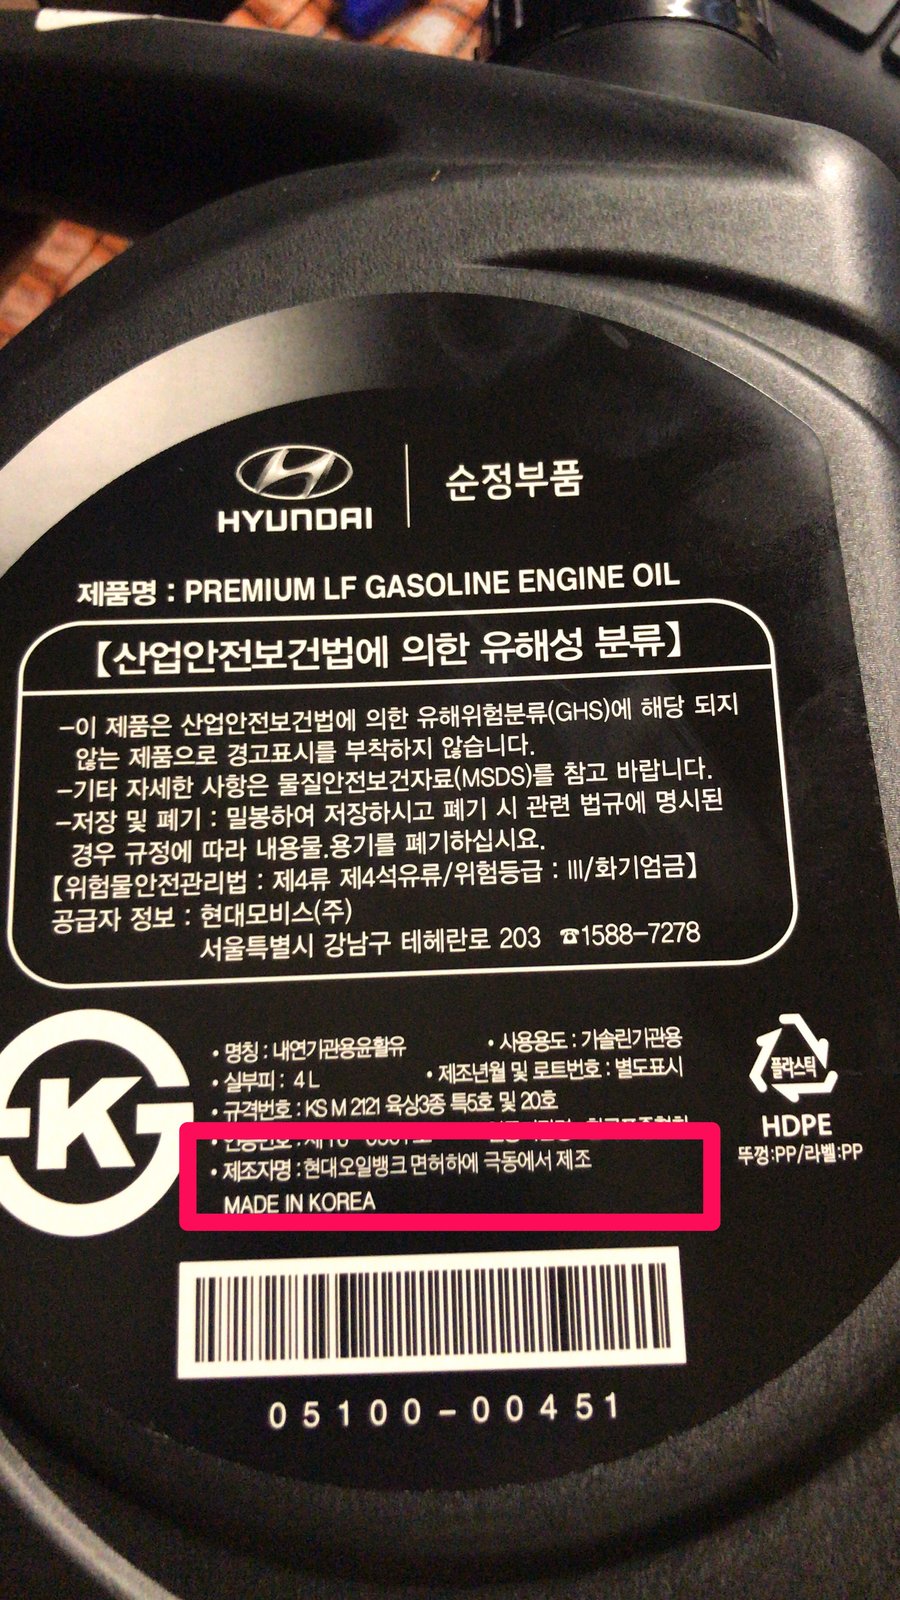 HYUNDAI
순정부품
제품명 : PREMIUM LF GASOLINE ENGINE OIL
【산업안전보건법에 의한 유해성 분류】
-이 제품은 산업안전보건법에 의한 유해위험분류(GHS)에 해당 되지
않는 제품으로 경고표시를 부착하지 않습니다.
-기타 자세한 사항은 물질안전보건자료(MSDS)를 참고 바랍니다.
-저장 및 폐기 : 밀봉하여 저장하시고 폐기 시 관련 법규에 명시된
경우 규정에 따라 내용물.용기를 폐기하십시요.
【위험물안전관리법 : 제4류 제4석유류/위험등급 : III/화기엄금】
공급자 정보 : 현대모비스(주)
서울특별시 강남구 테헤란로 203 ☎1588-7278
K
• 명칭 : 내연기관용윤활유 • 사용용도 : 가솔린기관용
• 실부피 : 4 L • 제조년월 및 로트번호 : 별도표시
• 규격번호 : KS M 2121 육상3종 특5호 및 20호
• 제조자명 : 현대오일뱅크 면허하에 극동에서 제조
MADE IN KOREA
플라스틱
HDPE
뚜껑:PP/라벨:PP
05100-00451